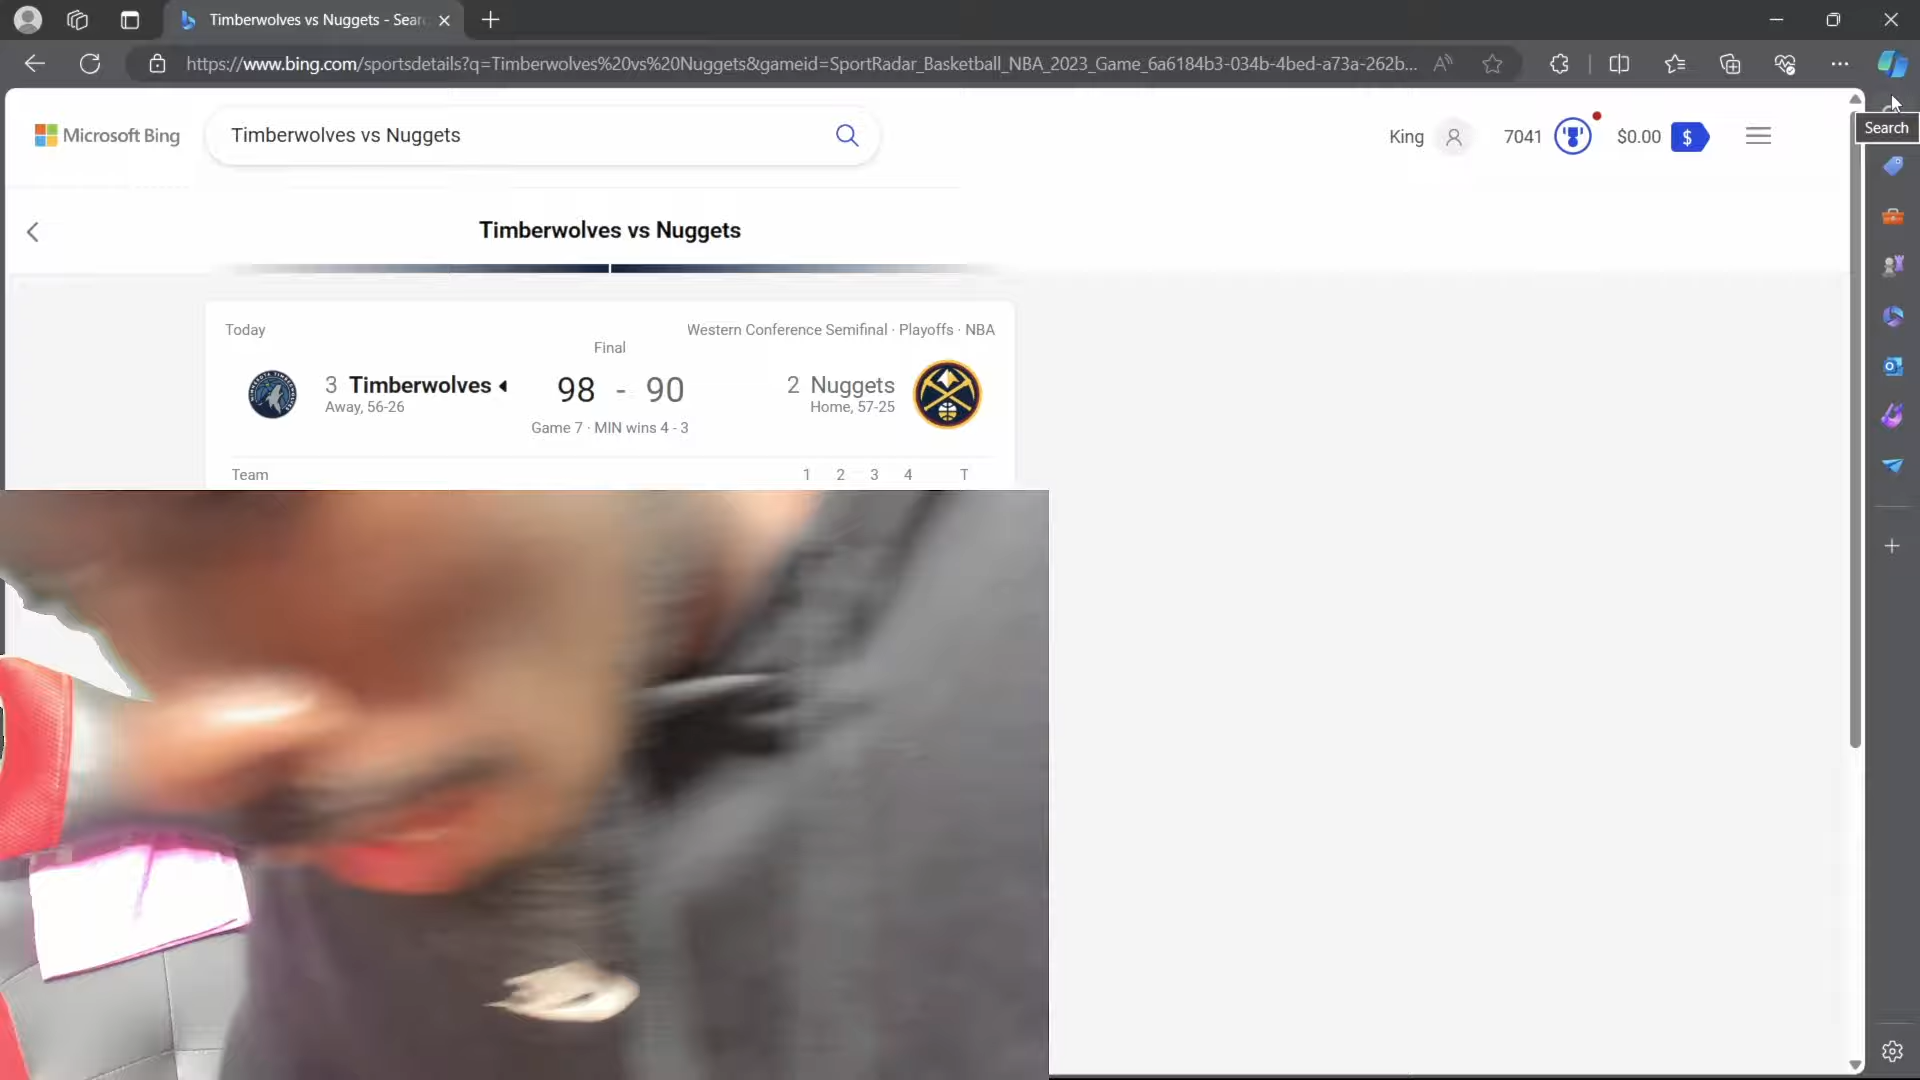 Timberwolves vs Nuggets - Sear
https://www.bing.com/sportsdetails?q=Timberwolves%20vs%20Nuggets&gameid=SportRadar_Basketball_NBA_2023_Game_6a6184b3-034b-4bed-a73a-262b...
Microsoft Bing
Timberwolves vs Nuggets
King
7041
$0.00
$
Search
Timberwolves vs Nuggets
Today
Western Conference Semifinal · Playoffs · NBA
Final
3 Timberwolves
98 - 90
2 Nuggets
Away, 56-26
Home, 57-25
Game 7 · MIN wins 4 - 3
Team 1 2 3 4 T